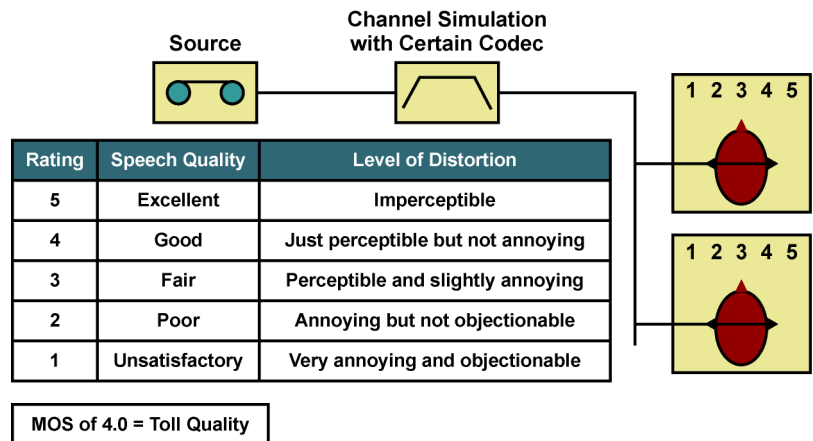 Source
Channel Simulation
with Certain Codec
1 2 3 4 5
Rating Speech Quality Level of Distortion
5 Excellent Imperceptible
4 Good Just perceptible but not annoying
3 Fair Perceptible and slightly annoying
2 Poor Annoying but not objectionable
1 Unsatisfactory Very annoying and objectionable
1 2 3 4 5
MOS of 4.0 = Toll Quality